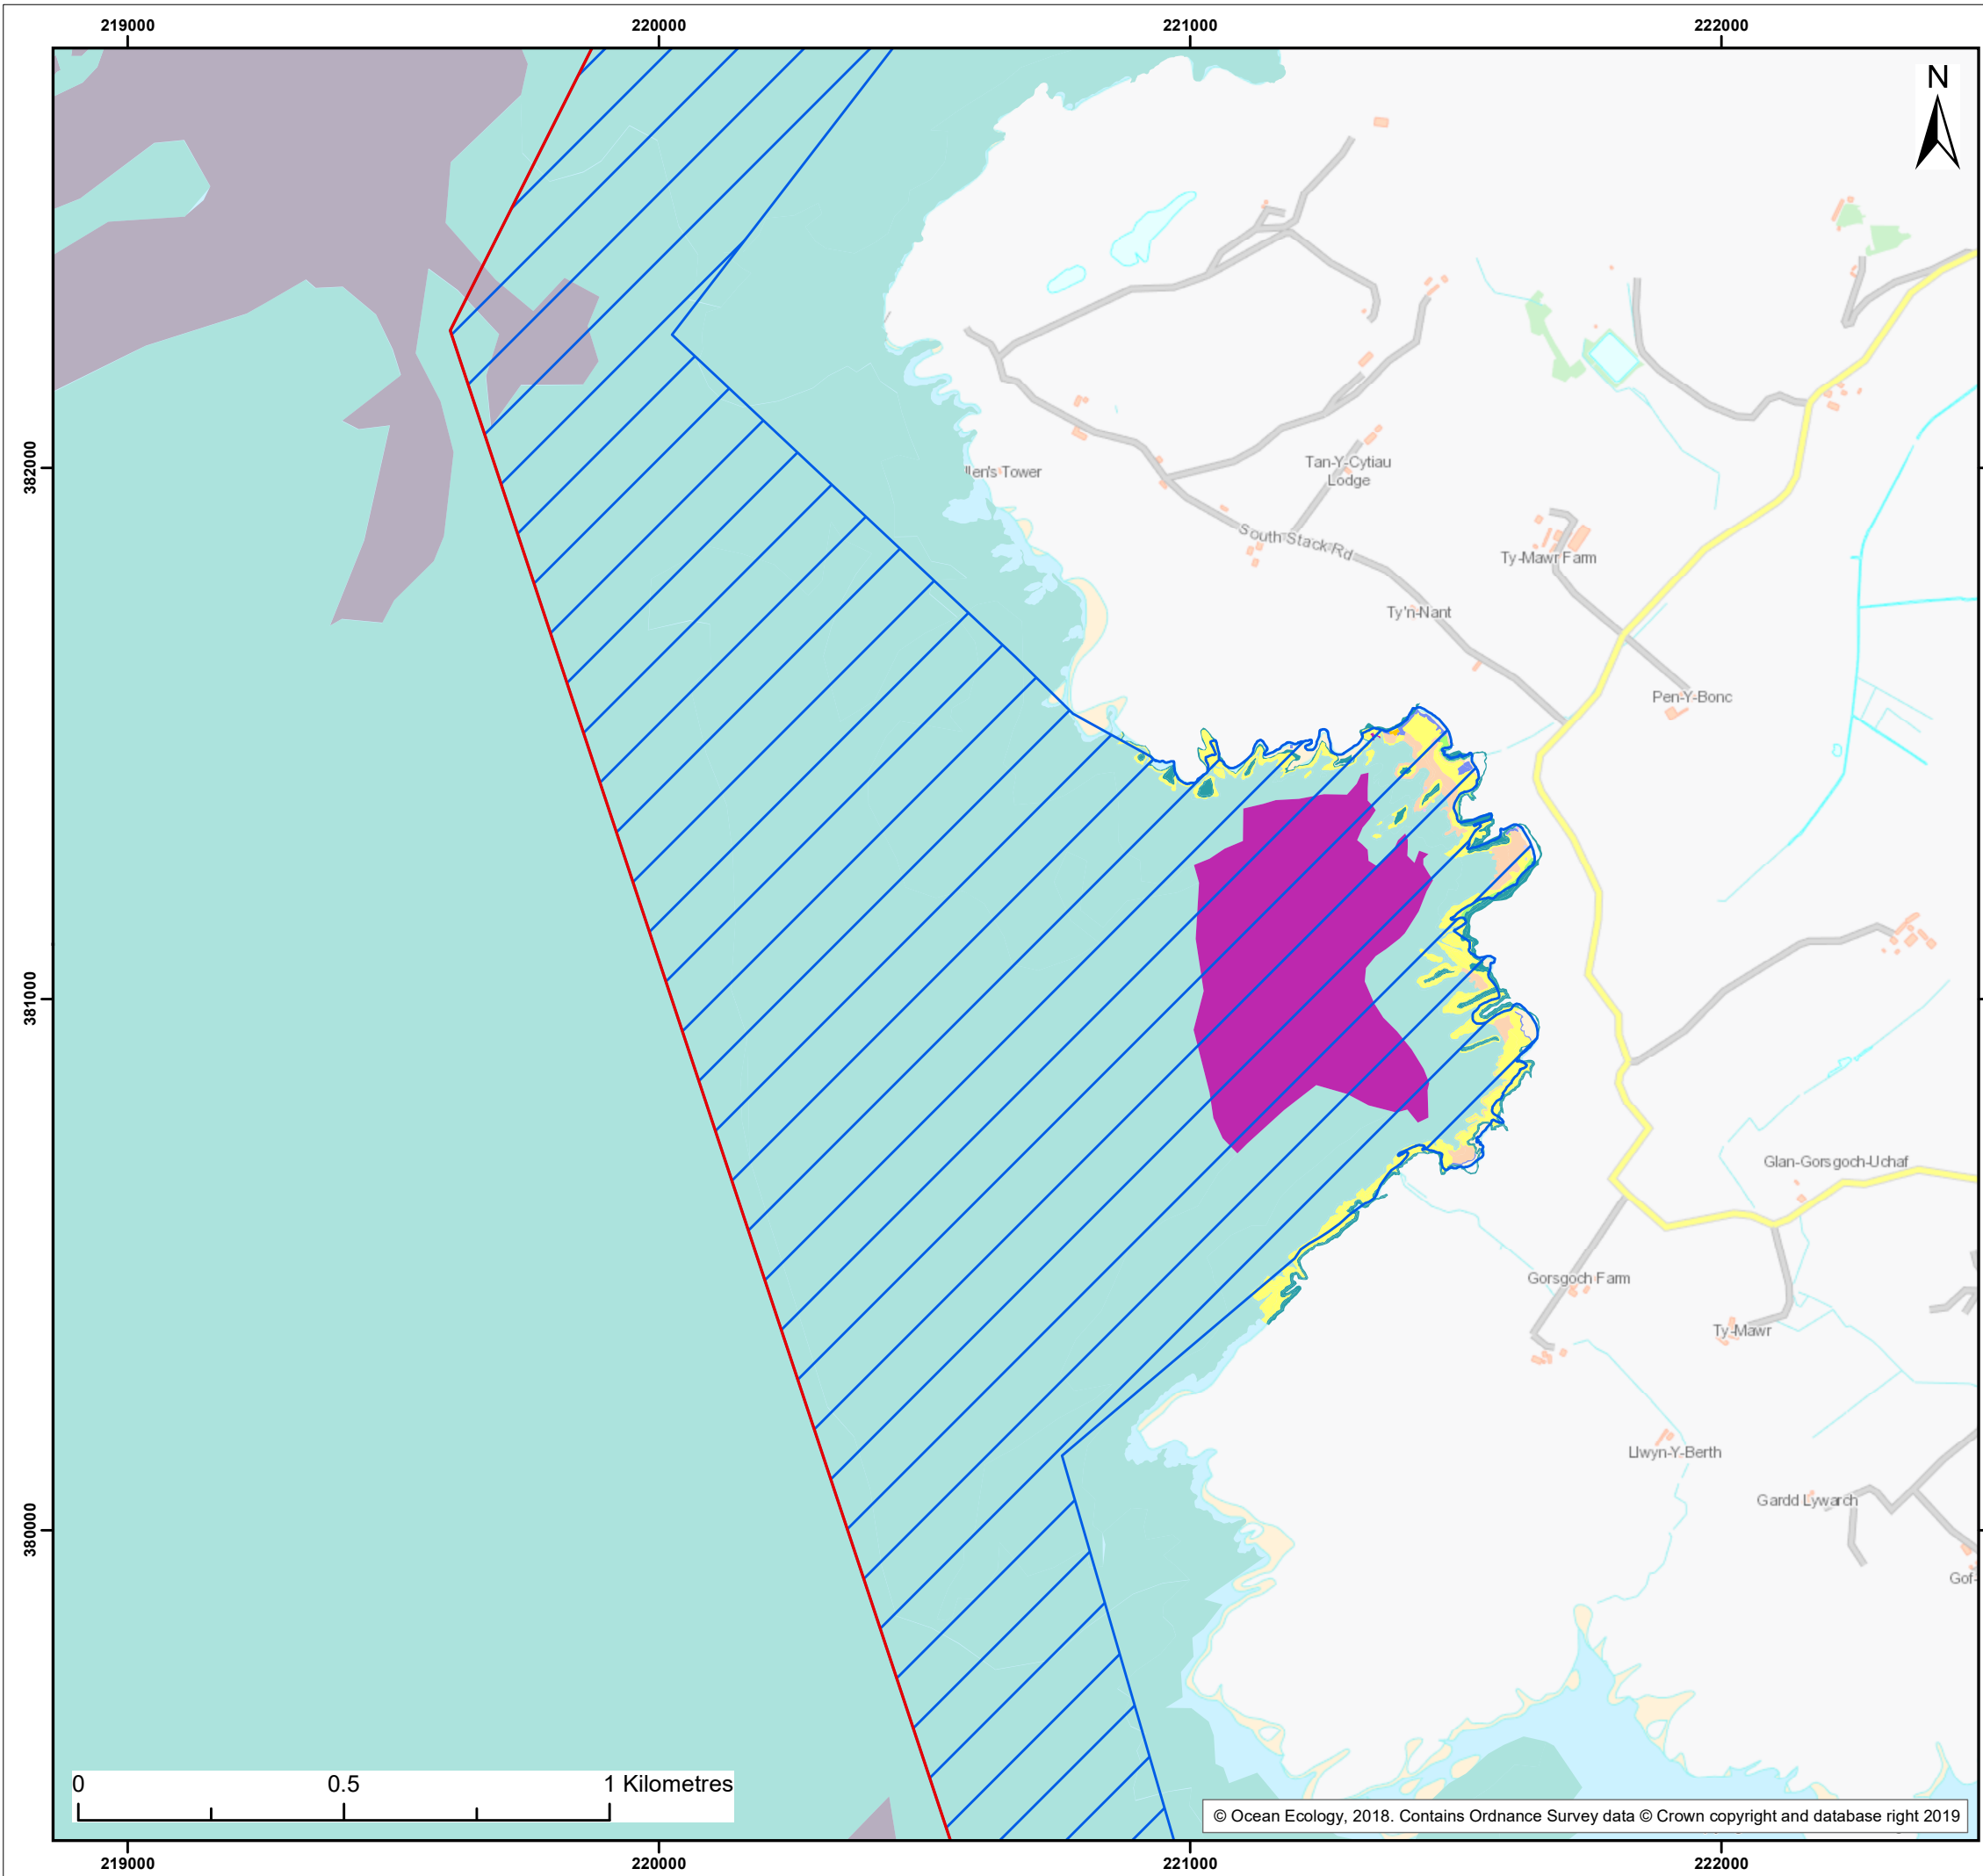 219000
220000
221000
222000
N
382000
llen's Tower
Tan-Y-Cytiau
Lodge
South Stack Rd
Ty-Mawr Farm
Ty'n-Nant
Pen-Y-Bonc
381000
Glan-Gorsgoch-Uchaf
Gorsgoch Farm
Ty-Mawr
Llwyn-Y-Berth
Gardd Lywarch
380000
Gof-
0 0.5 1 Kilometres
© Ocean Ecology, 2018. Contains Ordnance Survey data © Crown copyright and database right 2019
219000
220000
221000
222000